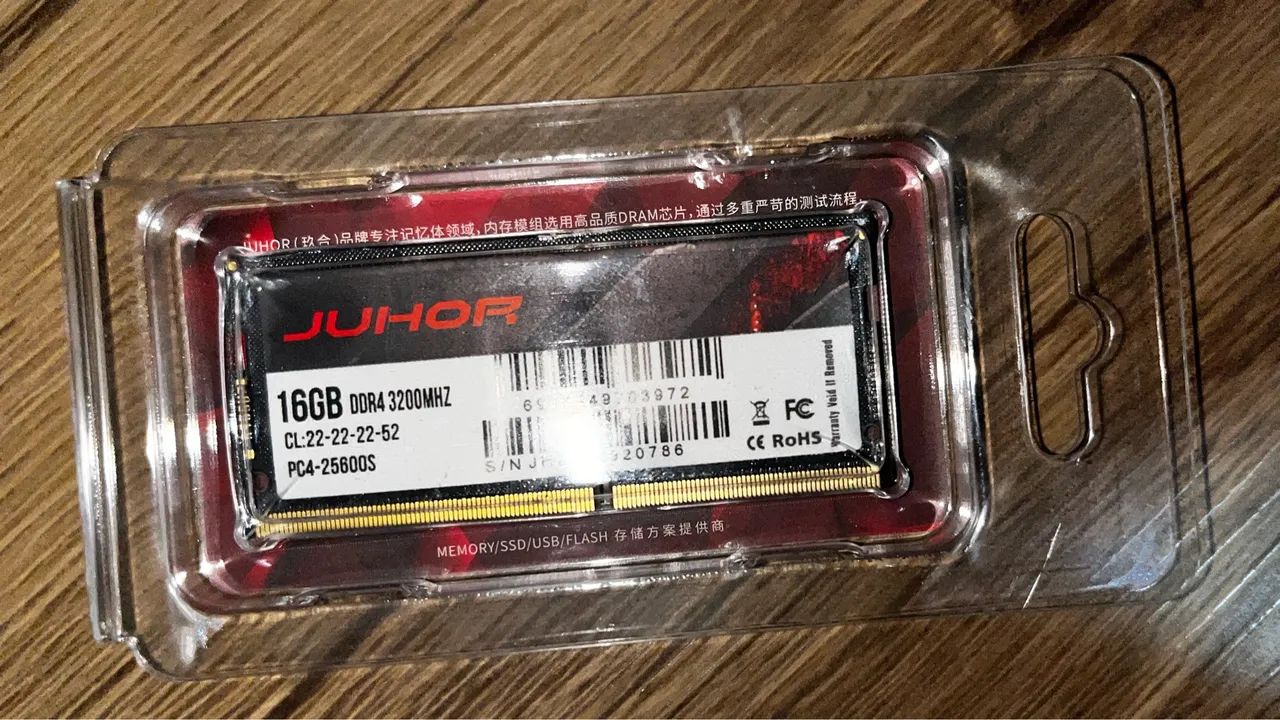 JUHOR(玖合)品牌专注记忆体领域,内存模组选用高品质DRAM芯片,通过多重严苛的测试流程,
JUHOR
16GB DDR4 3200MHZ
CL:22-22-22-52
PC4-25600S
703972
S/N JH
20786
FC
CE RoHS
Warranty Void If Removed
MEMORY/SSD/USB/FLASH 存储方案提供商